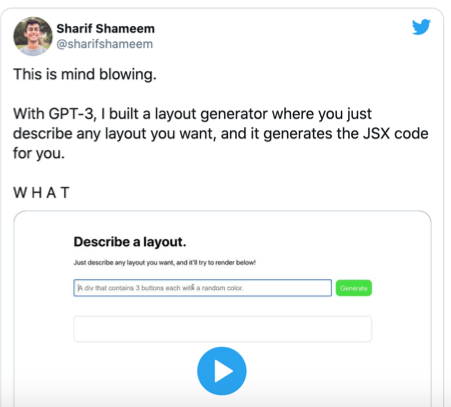 Sharif Shameem
@sharifshameem
This is mind blowing.
With GPT-3, I built a layout generator where you just
describe any layout you want, and it generates the JSX code
for you.
W H A T
Describe a layout.
Just describe any layout you want, and it'll try to render below!
A div that contains 3 buttons each with a random color.
Generate